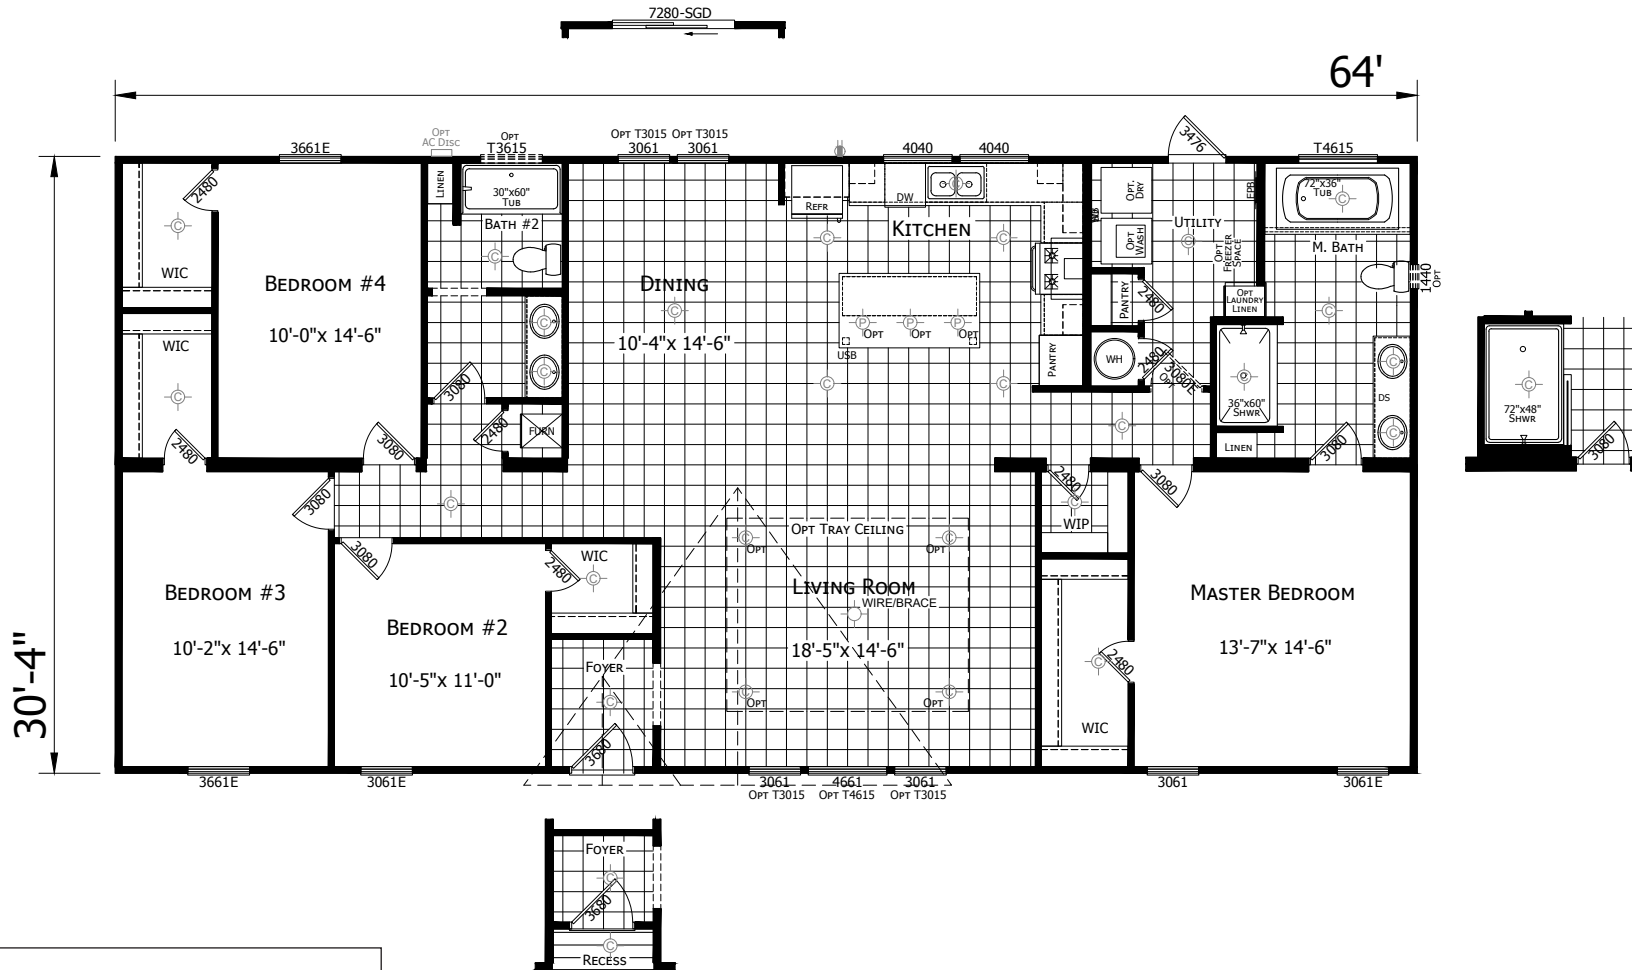 7280-SGD
64'
30'-4"
3661E
OPT
AC DISC
OPT
T3615
OPT T3015
OPT T3015
3061
3061
4040
4040
3476
T4615
2480
WIC
BEDROOM #4
10'-0"x 14'-6"
LINEN
30"x60"
TUB
BATH #2
DINING
10'-4"x 14'-6"
REFR
DW
KITCHEN
OPT
OPT
OPT
USB
PANTRY
OPT. DRY
OPT WASH
UTILITY
EPB
OPT FREEZER SPACE
OPT
LAUNDRY
LINEN
PANTRY
2480
WH
2480
3080E
OPT
72"x36"
TUB
M. BATH
1440
OPT
36"x60"
SHWR
LINEN
DS
3080
72"x48"
SHWR
3080
WIC
2480
3080
3080
2480
FURN
3080
BEDROOM #3
10'-2"x 14'-6"
3080
BEDROOM #2
10'-5"x 11'-0"
2480
WIC
FOYER
3680
OPT TRAY CEILING
OPT
OPT
LIVING ROOM
WIRE/BRACE
18'-5"x 14'-6"
OPT
OPT
2480
WIP
3080
2480
WIC
MASTER BEDROOM
13'-7"x 14'-6"
3661E
3061E
3061
OPT T3015
4661
OPT T4615
3061
OPT T3015
3061
3061E
FOYER
3680
RECESS